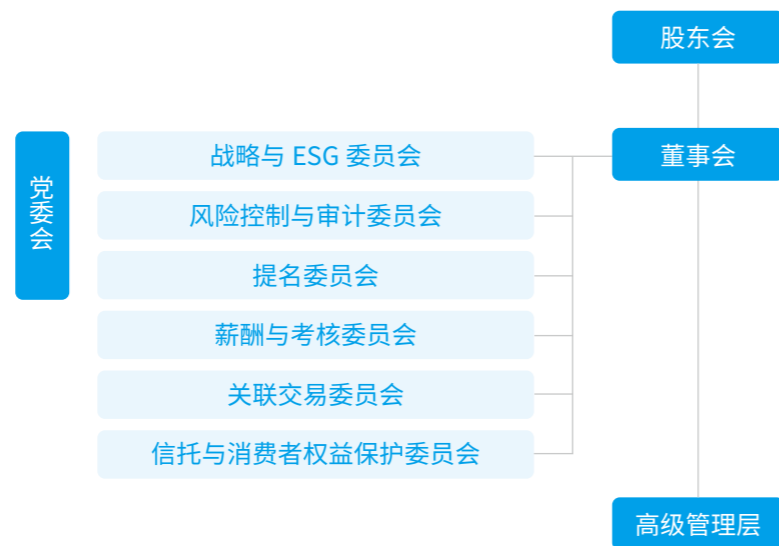 股东会
董事会
党委会
战略与 ESG 委员会
风险控制与审计委员会
提名委员会
薪酬与考核委员会
关联交易委员会
信托与消费者权益保护委员会
高级管理层